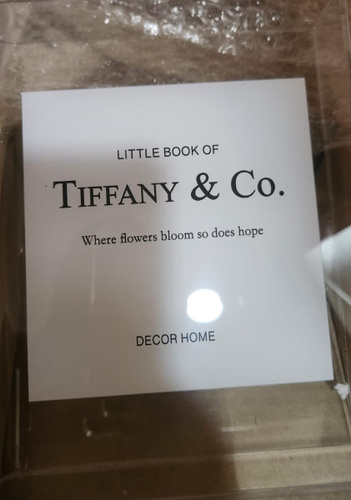 LITTLE BOOK OF
TIFFANY & CO.
Where flowers bloom so does hope
DECOR HOME